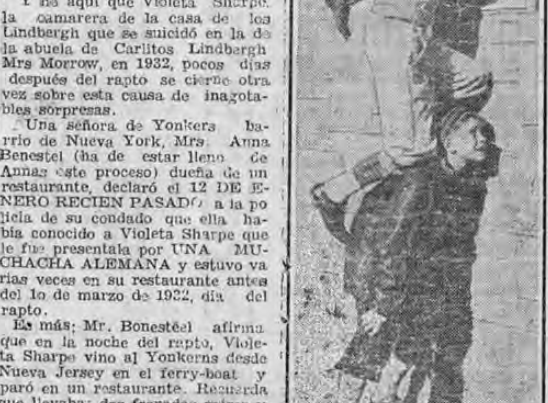 Y he aquí que Violeta Sharpe,
la camarera de la casa de los
Lindbergh que se suicidó en la de
la abuela de Carlitos Lindbergh
Mrs Morrow, en 1932, pocos días
después del rapto se cierne otra
vez sobre esta causa de inagota-
bles sorpresas.
Una señora de Yonkers ba-
rrio de Nueva York, Mrs. Anna
Benestel (ha de estar lleno de
Annas este proceso) dueña de un
restaurante, declaró el 12 DE E-
NERO RECIEN PASADO a la po
licía de su condado que ella ha-
bía conocido a Violeta Sharpe que
le fue presentala por UNA MU-
CHACHA ALEMANA y estuvo va
rias veces en su restaurante antes
del 1o de marzo de 1932, día del
rapto.
Es más; Mr. Bonesteel afirma
que en la noche del rapto, Viole-
ta Sharpe vino al Yonkerns desde
Nueva Jersey en el ferry-boat y
paró en un restaurante. Recuerda
que llevaba dos frazadas